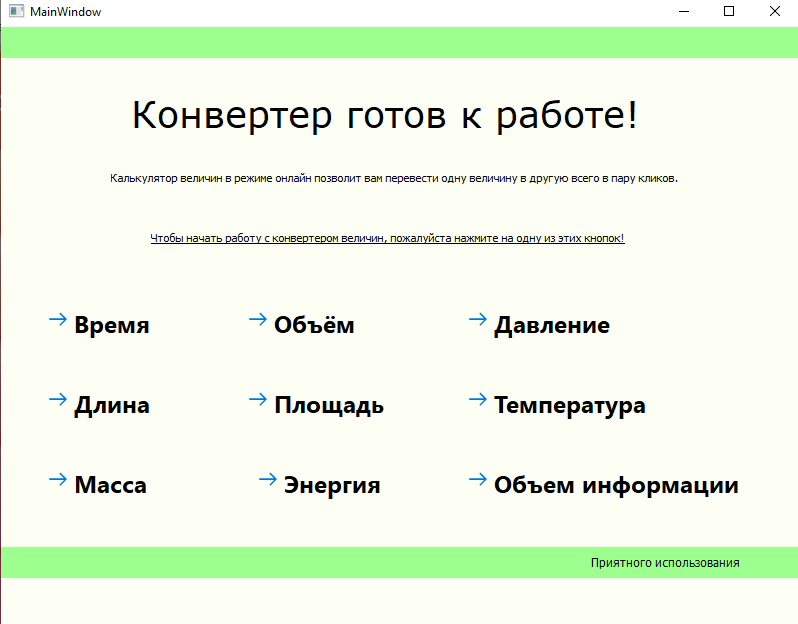 MainWindow
Конвертер готов к работе!
Калькулятор величин в режиме онлайн позволит вам перевести одну величину в другую всего в пару кликов.
Чтобы начать работу с конвертером величин, пожалуйста нажмите на одну из этих кнопок!
→ Время → Объём → Давление
→ Длина → Площадь → Температура
→ Масса → Энергия → Объем информации
Приятного использования